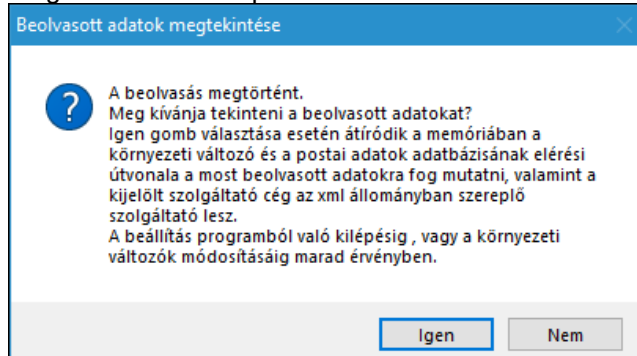 Beolvasott adatok megtekintése
A beolvasás megtörtént.
Meg kívánja tekinteni a beolvasott adatokat?
Igen gomb választása esetén átíródik a memóriában a
környezeti változó és a postai adatok adatbázisának elérési
útvonala a most beolvasott adatokra fog mutatni, valamint a
kijelölt szolgáltató cég az xml állományban szereplő
szolgáltató lesz.
A beállítás programból való kilépésig , vagy a környezeti
változók módosításáig marad érvényben.
Igen Nem